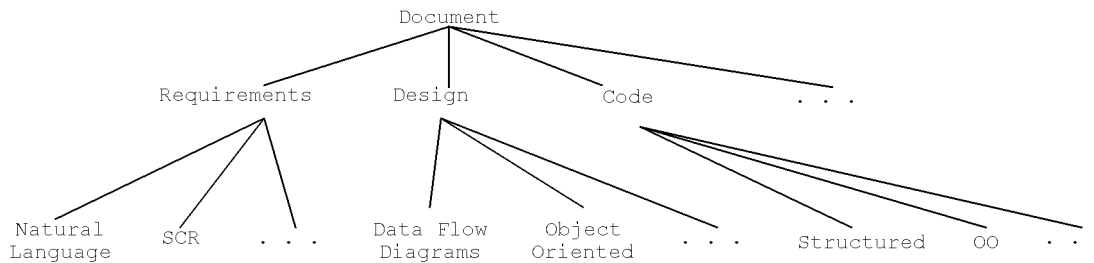 Document
Requirements Design Code . . .
Natural Language SCR . . . Data Flow Diagrams Object Oriented . . . Structured OO . .